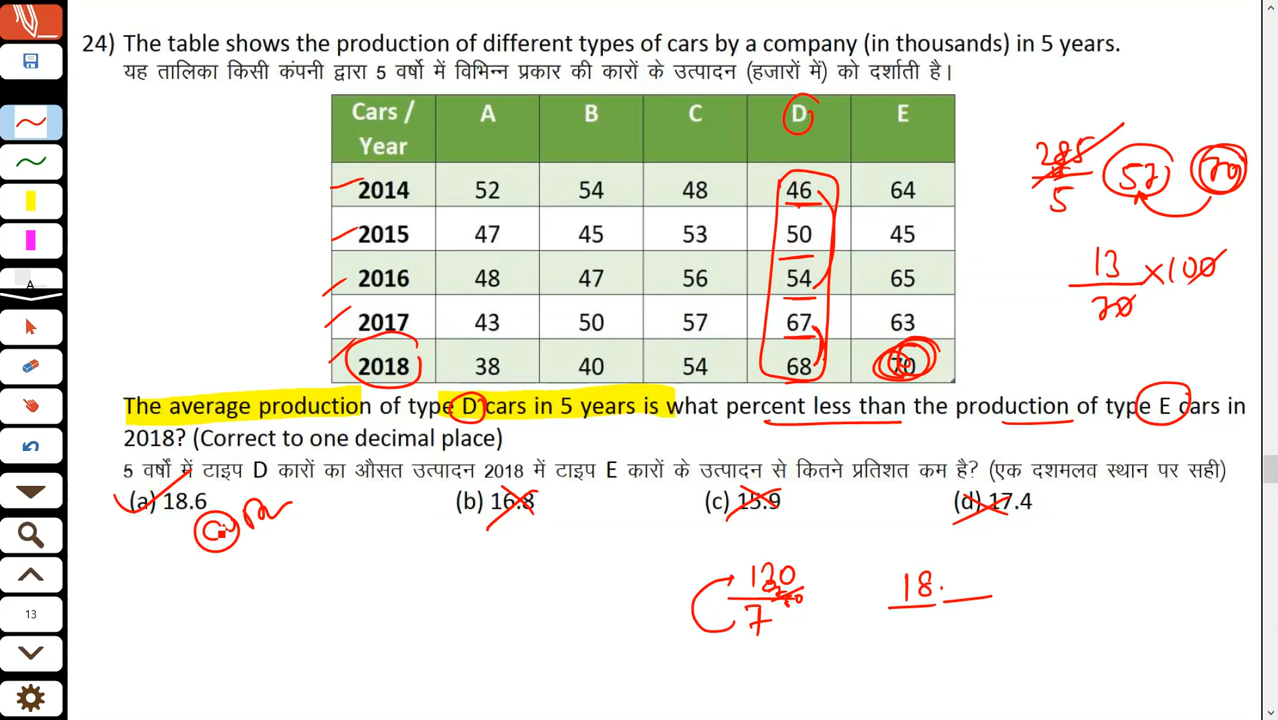 24) The table shows the production of different types of cars by a company (in thousands) in 5 years.
यह तालिका किसी कंपनी द्वारा 5 वर्षो में विभिन्न प्रकार की कारों के उत्पादन (हजारों में) को दर्शाती है।
Cars / Year A B C D E
2014 52 54 48 46 64
2015 47 45 53 50 45
2016 48 47 56 54 65
2017 43 50 57 67 63
2018 38 40 54 68 70
285
5
57 70
13
70
×100
The average production of type D cars in 5 years is what percent less than the production of type E cars in
2018? (Correct to one decimal place)
5 वर्षों में टाइप D कारों का औसत उत्पादन 2018 में टाइप E कारों के उत्पादन से कितने प्रतिशत कम है? (एक दशमलव स्थान पर सही)
(a) 18.6 (b) 16.8 (c) 15.9 (d) 17.4
130
7
18.
A
13